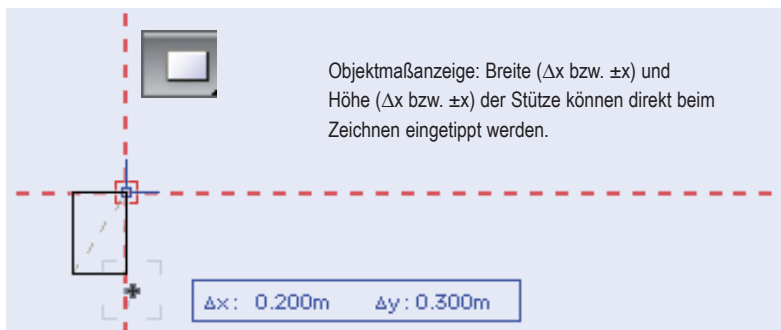 Objektmaßanzeige: Breite (Δx bzw. ±x) und
Höhe (Δx bzw. ±x) der Stütze können direkt beim
Zeichnen eingetippt werden.
Δx: 0.200m Δy: 0.300m